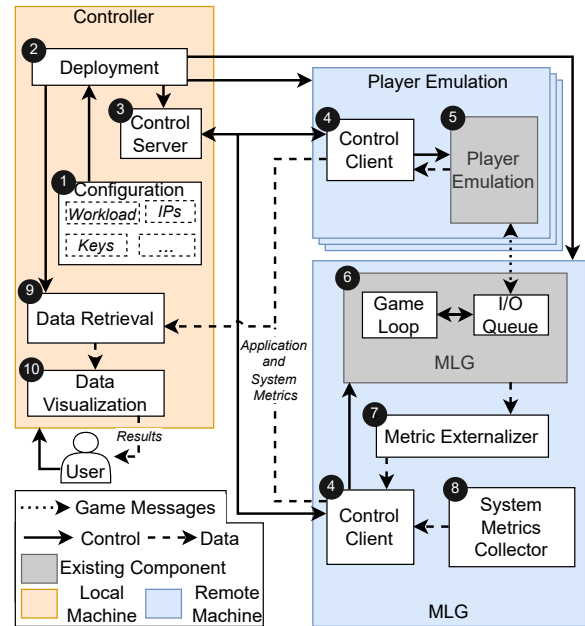 Controller
2
Deployment
3
Control
Server
1
Configuration
Workload
IPs
Keys
...
9
Data Retrieval
10
Data
Visualization
Results
User
Player Emulation
4
Control
Client
5
Player
Emulation
6
Game
Loop
I/O
Queue
MLG
Application
and
System
Metrics
7
Metric Externalizer
4
Control
Client
8
System
Metrics
Collector
MLG
Game Messages
Control
Data
Existing Component
Local
Machine
Remote
Machine